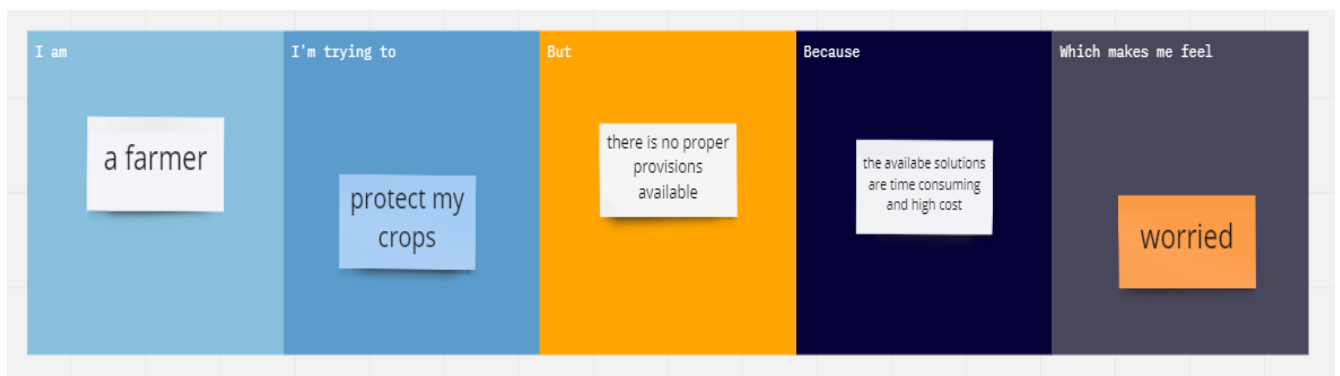 I am
a farmer
I'm trying to
protect my
crops
But
there is no proper
provisions
available
Because
the availabe solutions
are time consuming
and high cost
Which makes me feel
worried